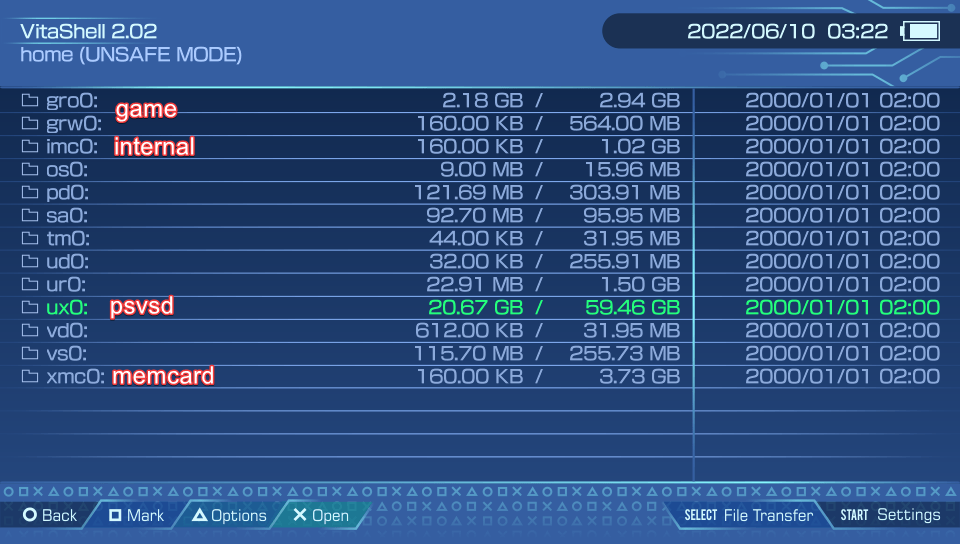 VitaShell 2.02
2022/06/10 03:22
home (UNSAFE MODE)
gro0: game 2.18 GB / 2.94 GB 2000/01/01 02:00
grw0: 160.00 KB / 564.00 MB 2000/01/01 02:00
imc0: internal 160.00 KB / 1.02 GB 2000/01/01 02:00
os0: 9.00 MB / 15.96 MB 2000/01/01 02:00
pd0: 121.69 MB / 303.91 MB 2000/01/01 02:00
sa0: 92.70 MB / 95.95 MB 2000/01/01 02:00
tm0: 44.00 KB / 31.95 MB 2000/01/01 02:00
ud0: 32.00 KB / 255.91 MB 2000/01/01 02:00
ur0: 22.91 MB / 1.50 GB 2000/01/01 02:00
ux0: psvsd 20.67 GB / 59.46 GB 2000/01/01 02:00
vd0: 612.00 KB / 31.95 MB 2000/01/01 02:00
vs0: 115.70 MB / 255.73 MB 2000/01/01 02:00
xmc0: memcard 160.00 KB / 3.73 GB 2000/01/01 02:00
Back Mark Options Open SELECT File Transfer START Settings